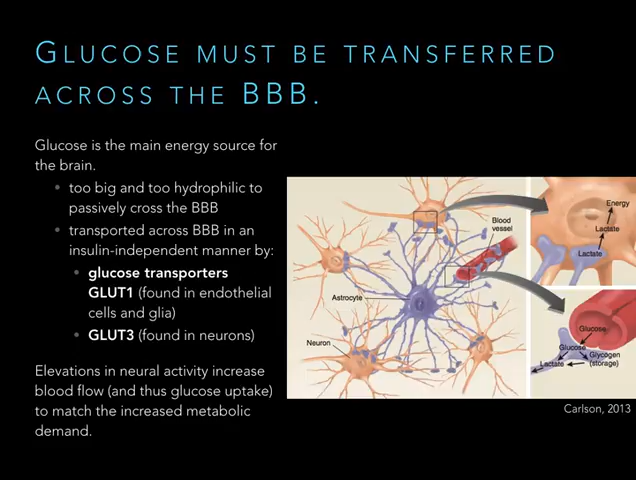 GLUCOSE MUST BE TRANSFERRED
ACROSS THE BBB.
Glucose is the main energy source for
the brain.
• too big and too hydrophilic to
passively cross the BBB
• transported across BBB in an
insulin-independent manner by:
• glucose transporters
GLUT1 (found in endothelial
cells and glia)
• GLUT3 (found in neurons)
Elevations in neural activity increase
blood flow (and thus glucose uptake)
to match the increased metabolic
demand.
Blood
vessel
Astrocyte
Neuron
Energy
Lactate
Lactate
Glucose
Glucose
Glycogen
(storage)
Lactate
Carlson, 2013